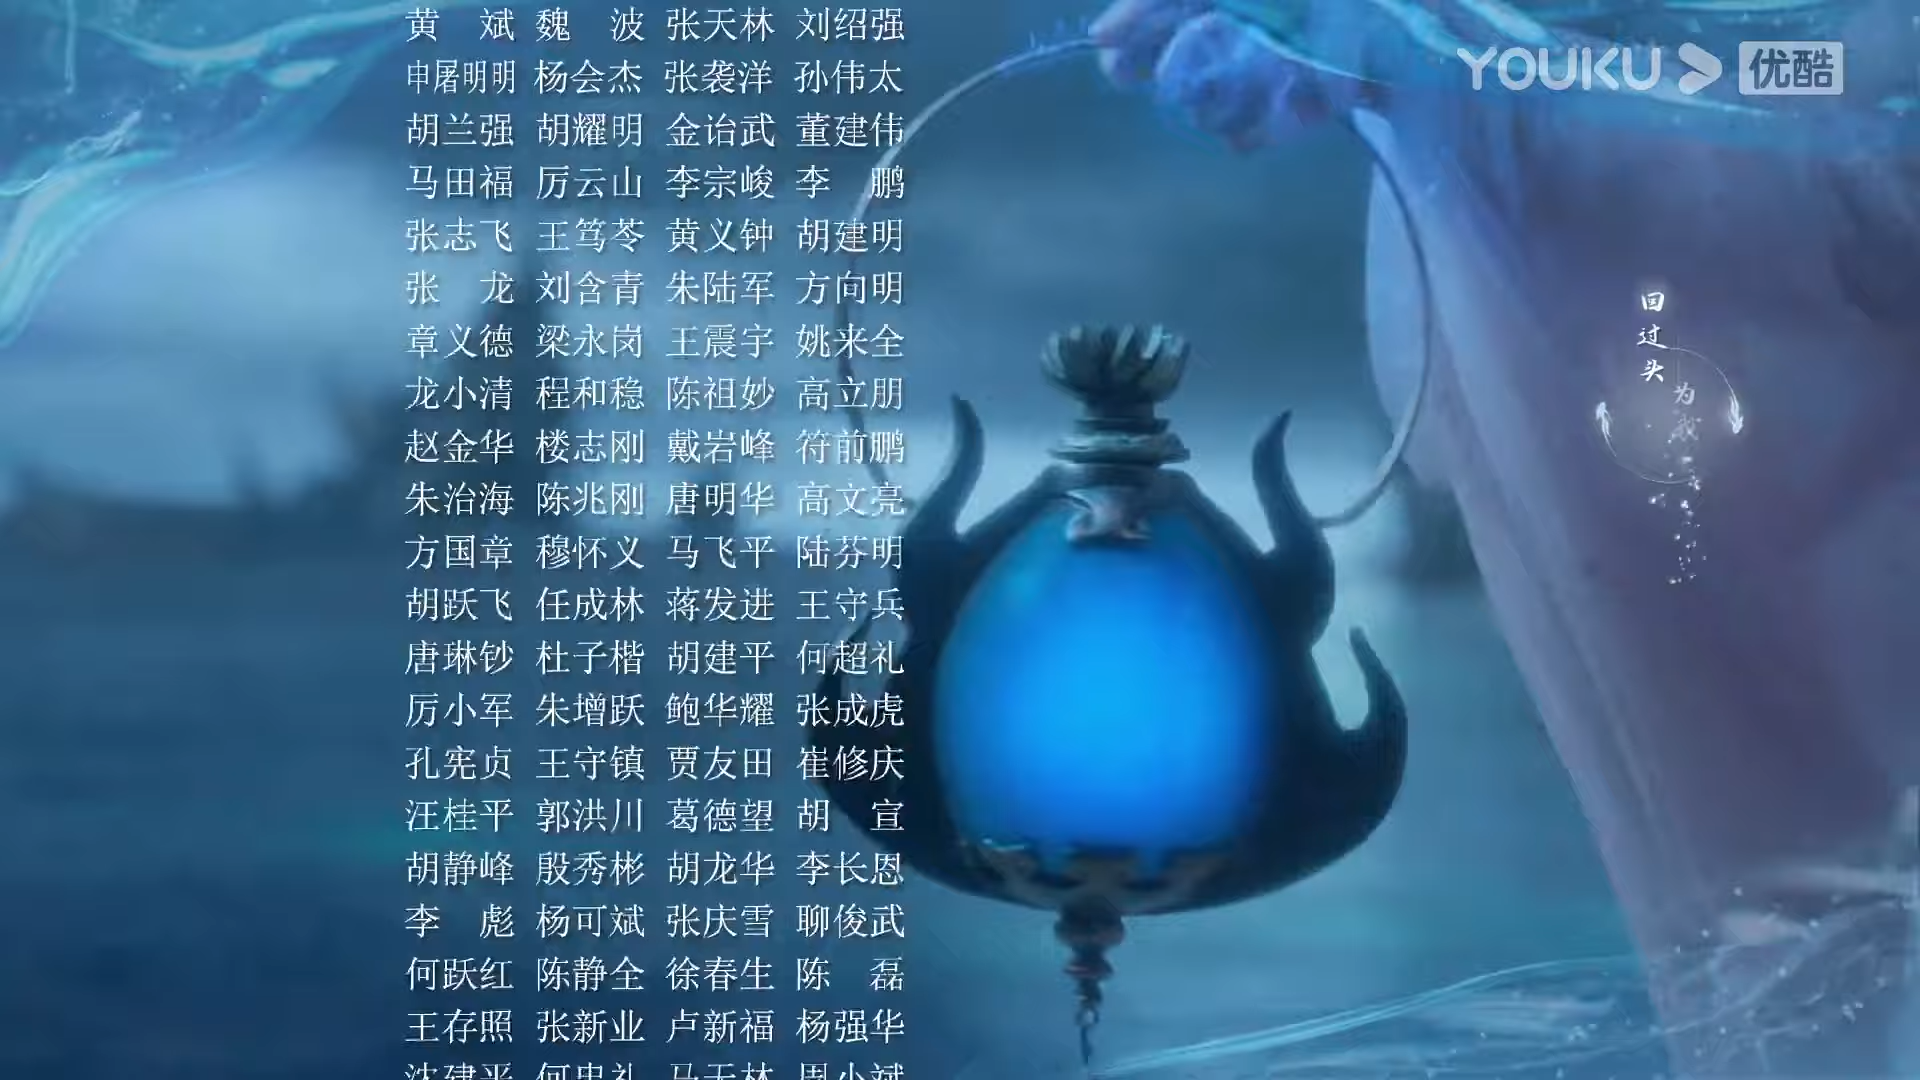 黄 斌 魏 波 张天林 刘绍强
YOUKU 优酷
申屠明明 杨会杰 张袭洋 孙伟太
胡兰强 胡耀明 金诒武 董建伟
马田福 厉云山 李宗峻 李 鹏
张志飞 王笃芩 黄义钟 胡建明
张 龙 刘含青 朱陆军 方向明
章义德 梁永岗 王震宇 姚来全
龙小清 程和稳 陈祖妙 高立朋
赵金华 楼志刚 戴岩峰 符前鹏
朱治海 陈兆刚 唐明华 高文亮
方国章 穆怀义 马飞平 陆芬明
胡跃飞 任成林 蒋发进 王守兵
唐琳钞 杜子楷 胡建平 何超礼
厉小军 朱增跃 鲍华耀 张成虎
孔宪贞 王守镇 贾友田 崔修庆
汪桂平 郭洪川 葛德望 胡 宣
胡静峰 殷秀彬 胡龙华 李长恩
李 彪 杨可斌 张庆雪 聊俊武
何跃红 陈静全 徐春生 陈 磊
王存照 张新业 卢新福 杨强华
回过头
为我